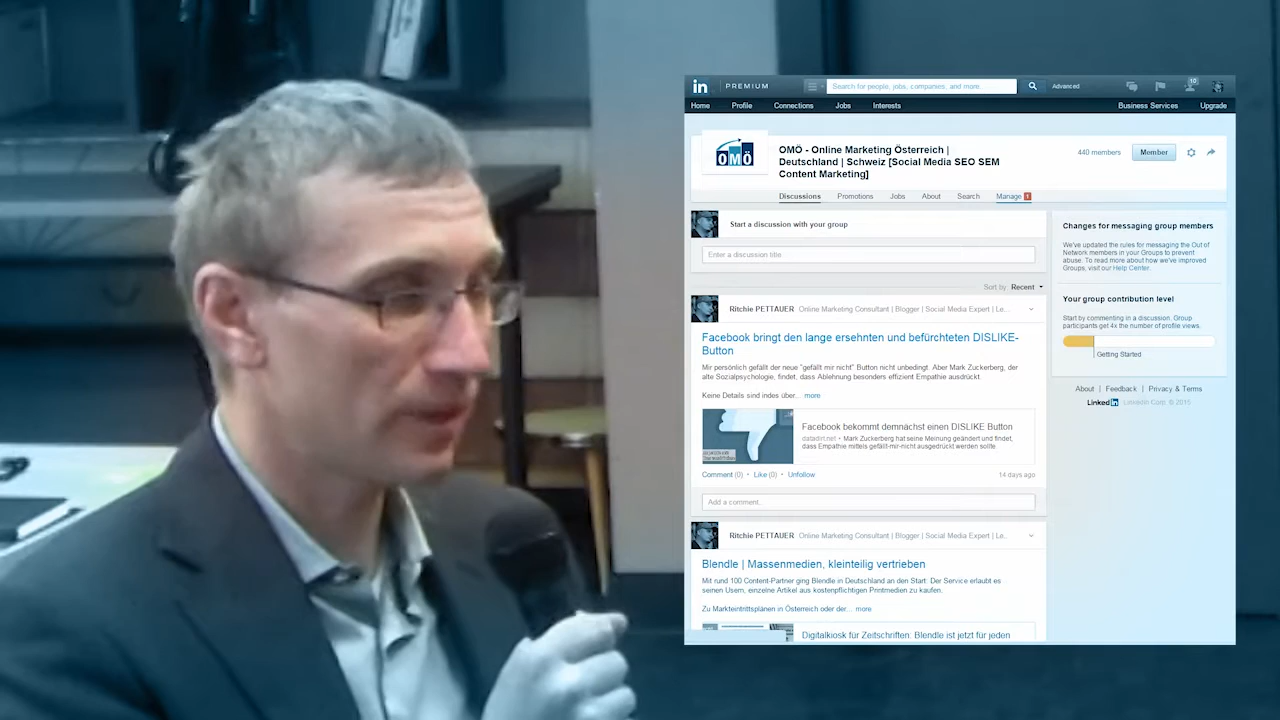 in PREMIUM Search for people, jobs, companies, and more... Advanced 10
Home Profile Connections Jobs Interests Business Services Upgrade
OMÖ
OMÖ - Online Marketing Österreich |
Deutschland | Schweiz [Social Media SEO SEM
Content Marketing]
440 members Member
Discussions Promotions Jobs About Search Manage 1
Start a discussion with your group
Enter a discussion title
Sort by: Recent
Ritchie PETTAUER Online Marketing Consultant | Blogger | Social Media Expert | Le...
Facebook bringt den lange ersehnten und befürchteten DISLIKE-
Button
Mir persönlich gefällt der neue "gefällt mir nicht" Button nicht unbedingt. Aber Mark Zuckerberg, der
alte Sozialpsychologe, findet, dass Ablehnung besonders effizient Empathie ausdrückt.
Keine Details sind indes über... more
Facebook bekommt demnächst einen DISLIKE Button
datadirt.net • Mark Zuckerberg hat seine Meinung geändert und findet,
dass Empathie mittels gefällt-mir-nicht ausgedrückt werden sollte
Comment (0) • Like (0) • Unfollow 14 days ago
Add a comment...
Ritchie PETTAUER Online Marketing Consultant | Blogger | Social Media Expert | Le...
Blendle | Massenmedien, kleinteilig vertrieben
Mit rund 100 Content-Partner ging Blendle in Deutschland an den Start. Der Service erlaubt es
seinen Usern, einzelne Artikel aus kostenpflichtigen Printmedien zu kaufen.
Zu Markteintrittsplänen in Österreich oder der... more
Digitalkiosk für Zeitschriften: Blendle ist jetzt für jeden
Changes for messaging group members
We've updated the rules for messaging the Out of
Network members in your Groups to prevent
abuse. To read more about how we've improved
Groups, visit our Help Center.
Your group contribution level
Start by commenting in a discussion. Group
participants get 4x the number of profile views.
Getting Started
About | Feedback | Privacy & Terms
LinkedIn LinkedIn Corp. © 2015